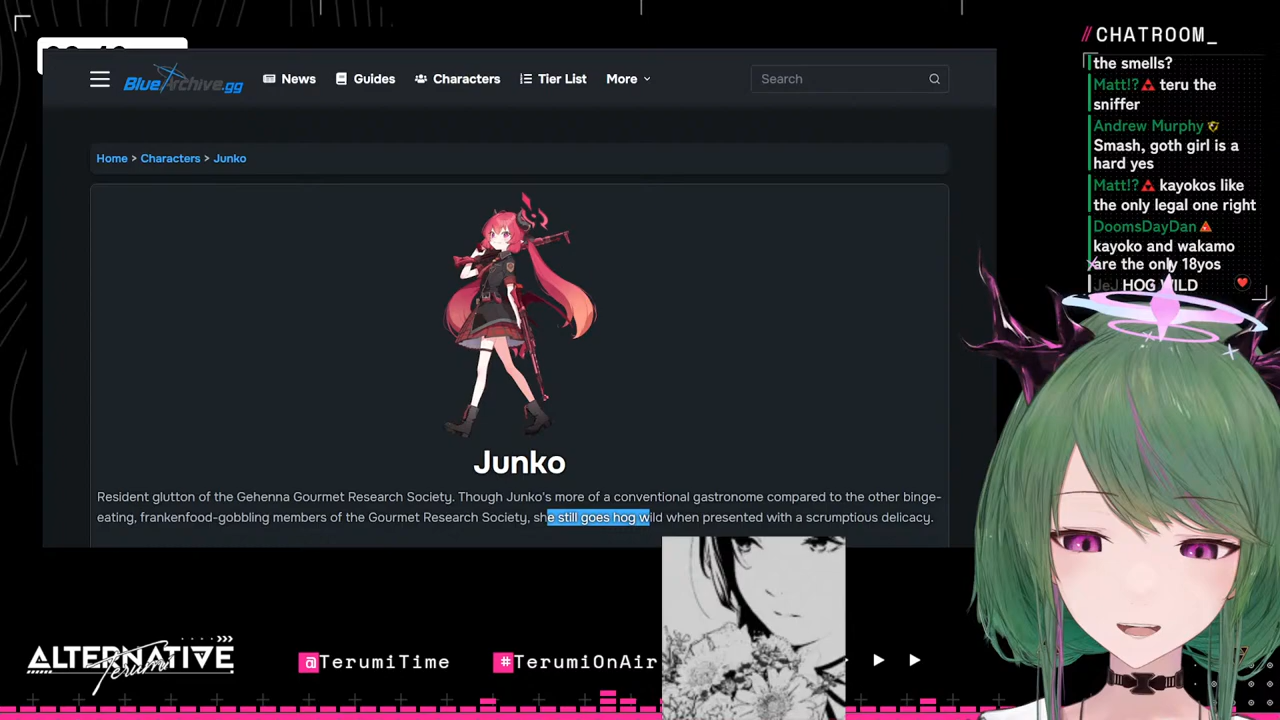 BlueArchive.gg
News
Guides
Characters
Tier List
More
Search
Home > Characters > Junko
Junko
Resident glutton of the Gehenna Gourmet Research Society. Though Junko's more of a conventional gastronome compared to the other binge-
eating, frankenfood-gobbling members of the Gourmet Research Society, she still goes hog wild when presented with a scrumptious delicacy.
//CHATROOM_
the smells?
Matt!? teru the
sniffer
Andrew Murphy
Smash, goth girl is a
hard yes
Matt!? kayokos like
the only legal one right
DoomsDayDan
kayoko and wakamo
are the only 18yos
JeJ HOG WILD
ALTERNATIVE
Terumi
@TerumiTime
#TerumiOnAir